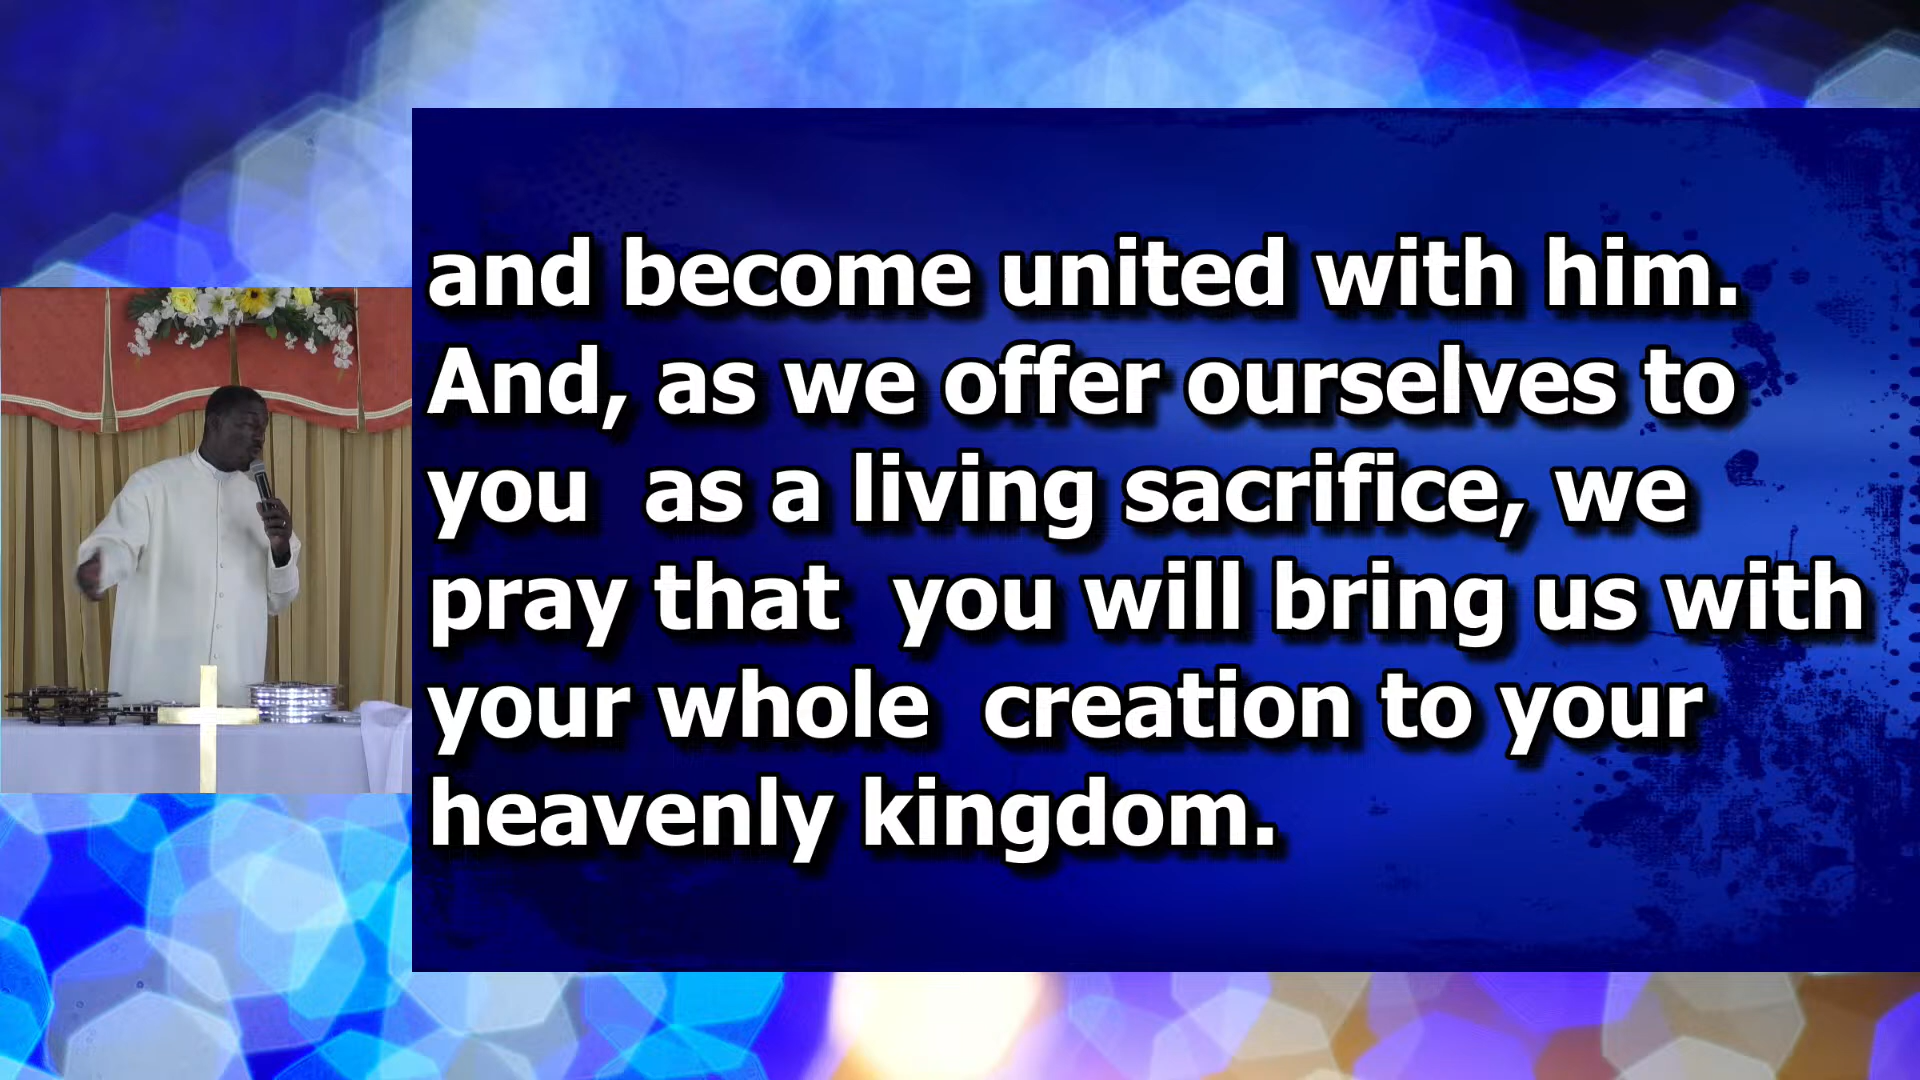 and become united with him.
And, as we offer ourselves to
you  as a living sacrifice, we
pray that  you will bring us with
your whole  creation to your
heavenly kingdom.